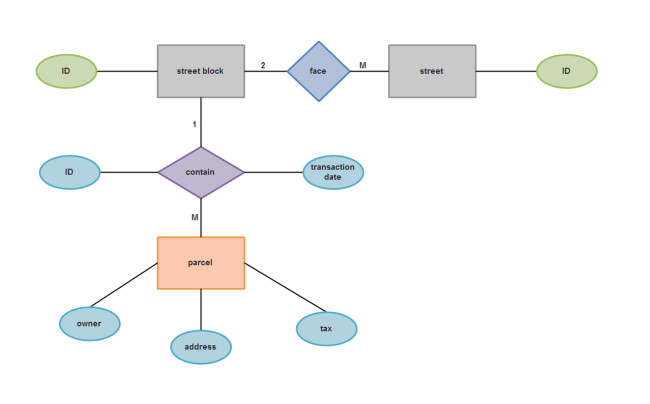 ID
street block
2
face
M
street
ID
1
ID
contain
transaction
date
M
parcel
owner
address
tax